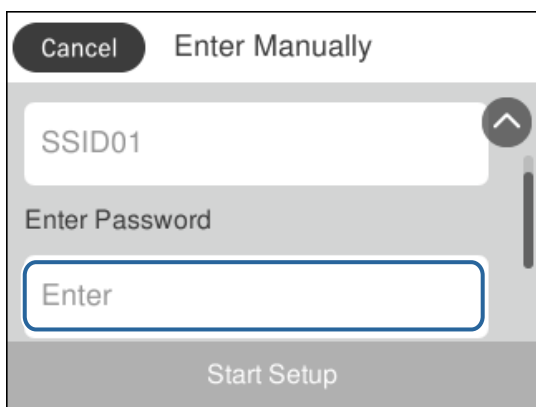 Cancel Enter Manually
SSID01
Enter Password
Enter
Start Setup